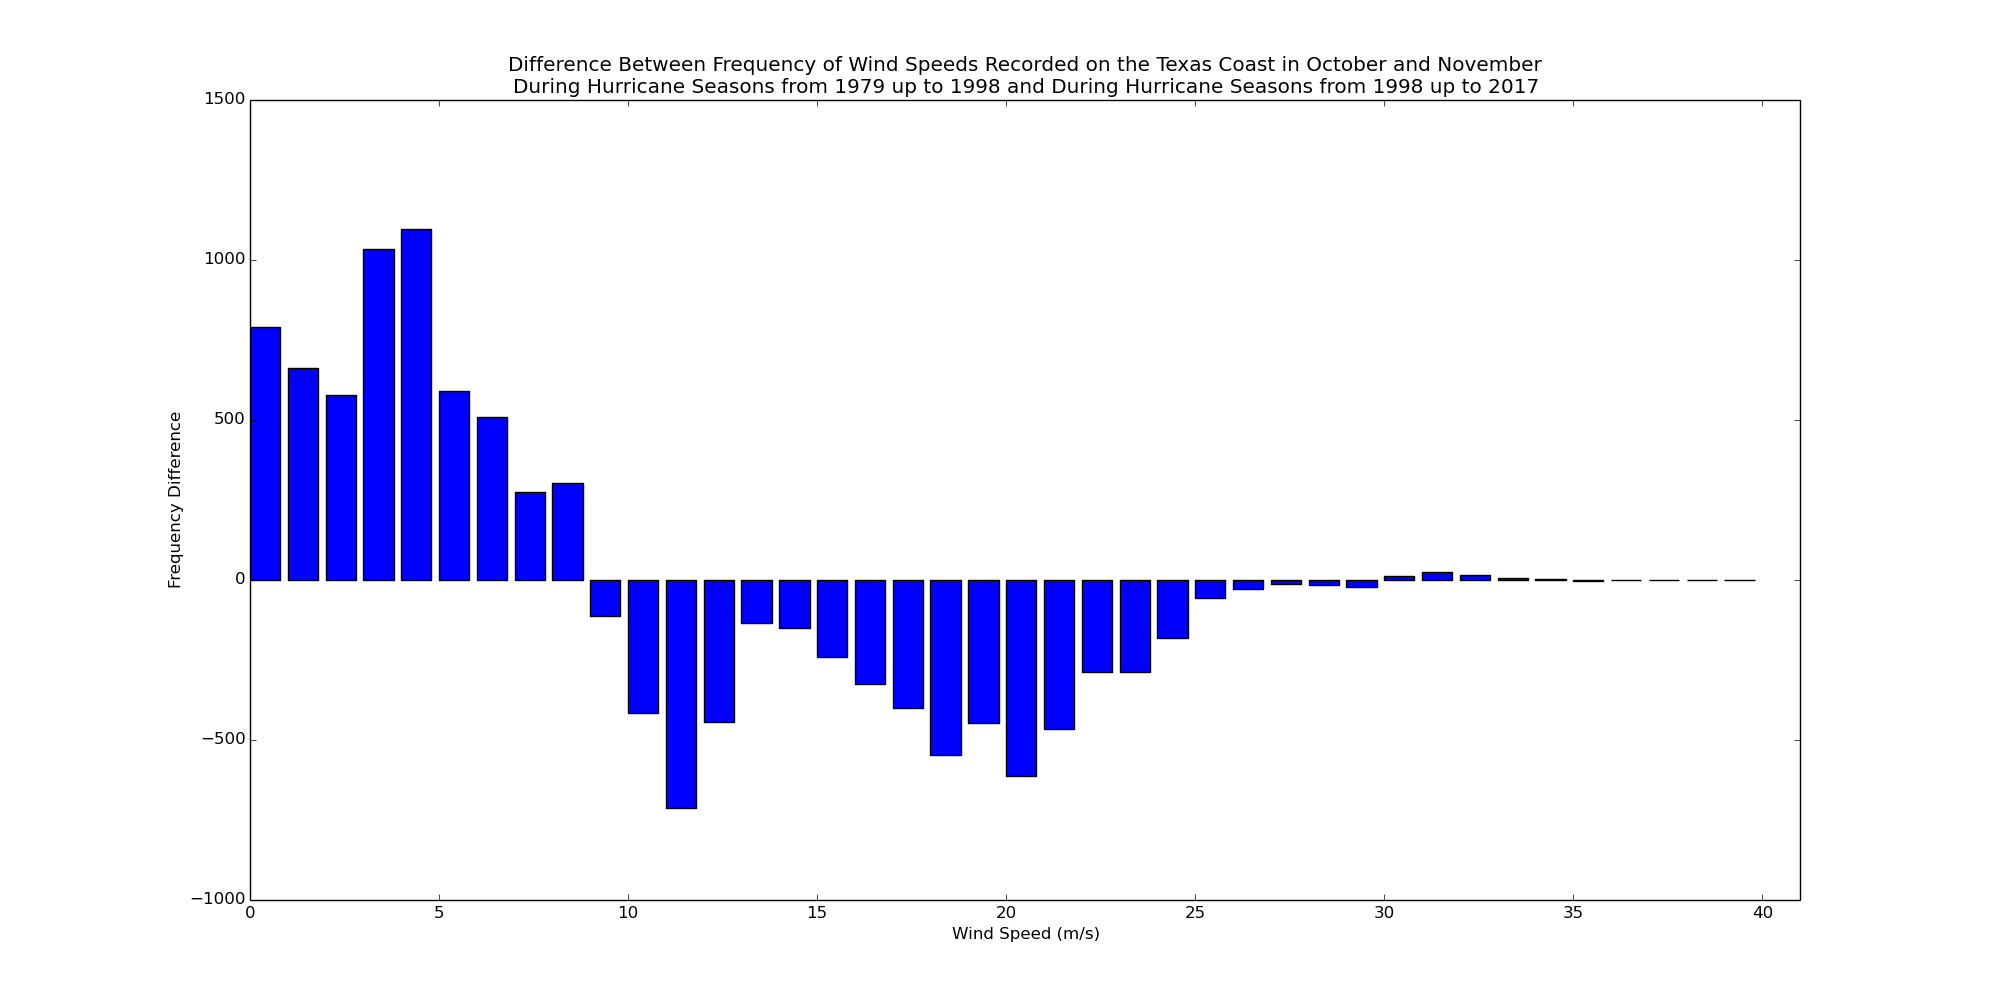 Difference Between Frequency of Wind Speeds Recorded on the Texas Coast in October and November
During Hurricane Seasons from 1979 up to 1998 and During Hurricane Seasons from 1998 up to 2017
1500
1000
500
0
−500
−1000
Frequency Difference
0 5 10 15 20 25 30 35 40
Wind Speed (m/s)